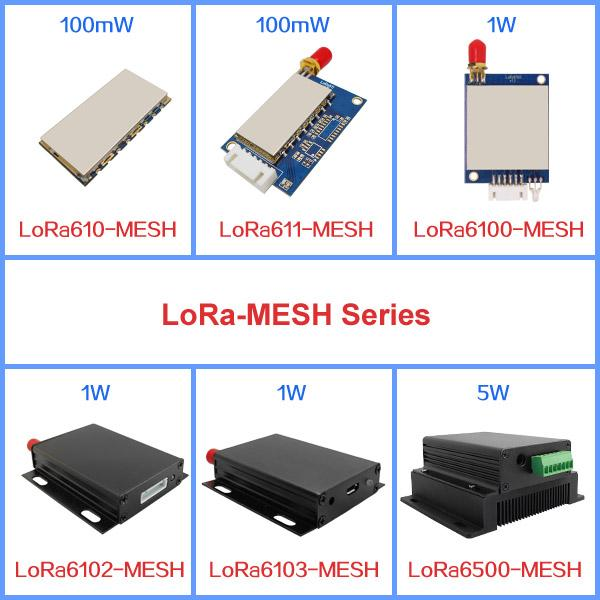 100mW
100mW
1W
LoRa610-MESH
LoRa611-MESH
LoRa6100-MESH
LoRa-MESH Series
1W
1W
5W
LoRa6102-MESH
LoRa6103-MESH
LoRa6500-MESH